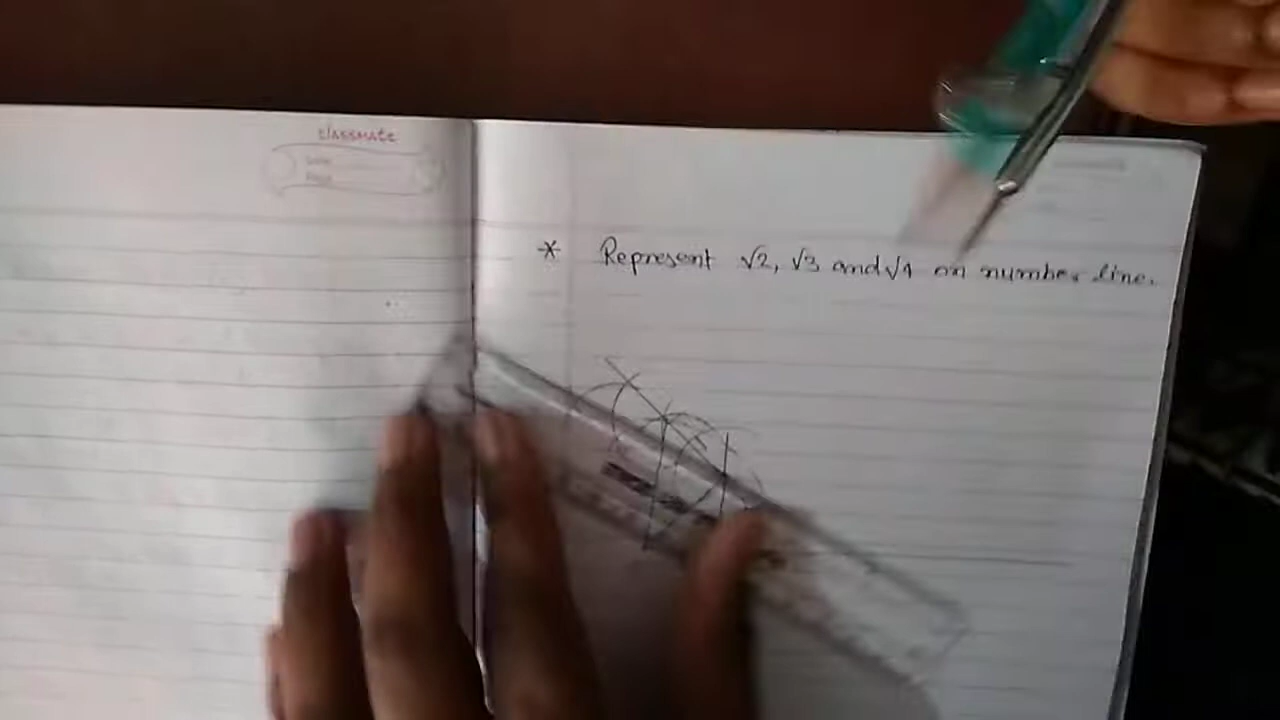 classmate
* Represent √2, √3 and √4 on number line.